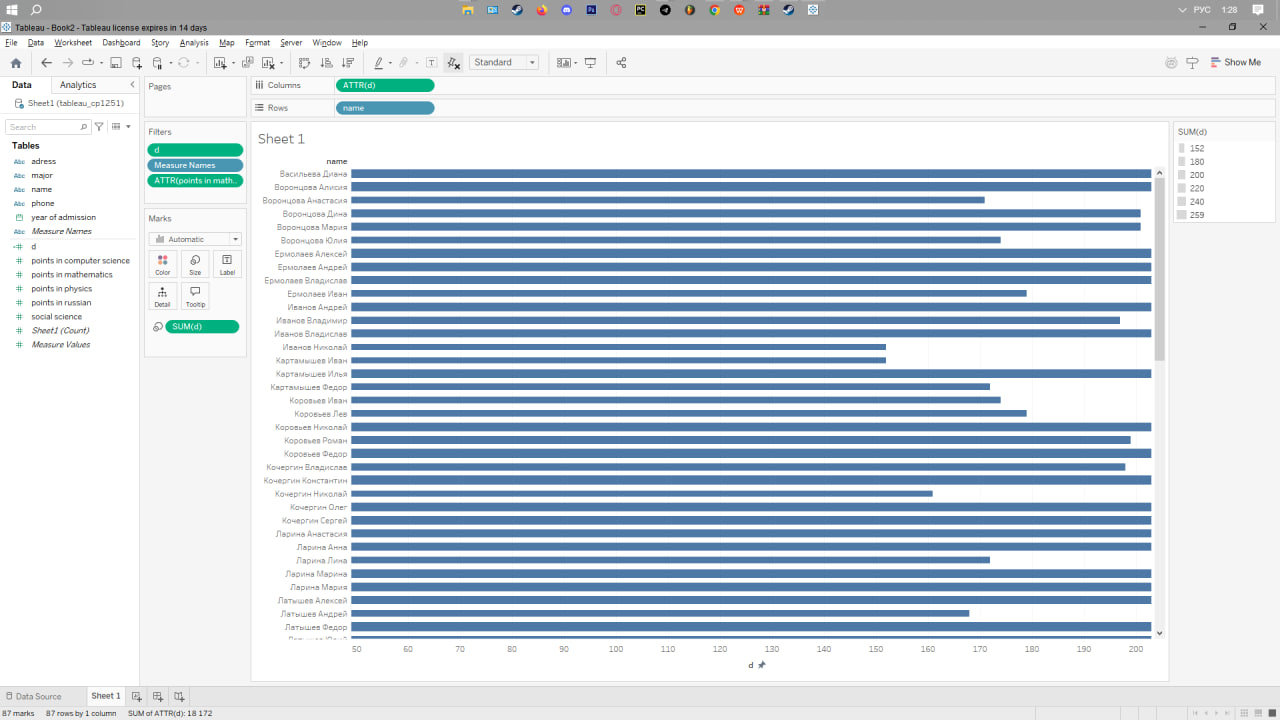 РУС 1:28
Tableau - Book2 - Tableau license expires in 14 days
File Data Worksheet Dashboard Story Analysis Map Format Server Window Help
Standard
Show Me
Data Analytics
Sheet1 (tableau_cp1251)
Search
Tables
Abc adress
Abc major
Abc name
Abc phone
year of admission
Abc Measure Names
d
points in computer science
points in mathematics
points in physics
points in russian
social science
Sheet1 (Count)
Measure Values
Pages
Filters
d
Measure Names
ATTR(points in math..
Marks
Automatic
Color Size Label
Detail Tooltip
SUM(d)
Columns ATTR(d)
Rows name
Sheet 1
name
Васильева Диана
Воронцова Алисия
Воронцова Анастасия
Воронцова Дина
Воронцова Мария
Воронцова Юлия
Ермолаев Алексей
Ермолаев Андрей
Ермолаев Владислав
Ермолаев Иван
Иванов Андрей
Иванов Владимир
Иванов Владислав
Иванов Николай
Картамышев Иван
Картамышев Илья
Картамышев Федор
Коровьев Иван
Коровьев Лев
Коровьев Николай
Коровьев Роман
Коровьев Федор
Кочергин Владислав
Кочергин Константин
Кочергин Николай
Кочергин Олег
Кочергин Сергей
Ларина Анастасия
Ларина Анна
Ларина Лина
Ларина Марина
Ларина Мария
Латышев Алексей
Латышев Андрей
Латышев Федор
50 60 70 80 90 100 110 120 130 140 150 160 170 180 190 200
d
SUM(d)
152
180
200
220
240
259
Data Source Sheet 1
87 marks 87 rows by 1 column SUM of ATTR(d): 18 172